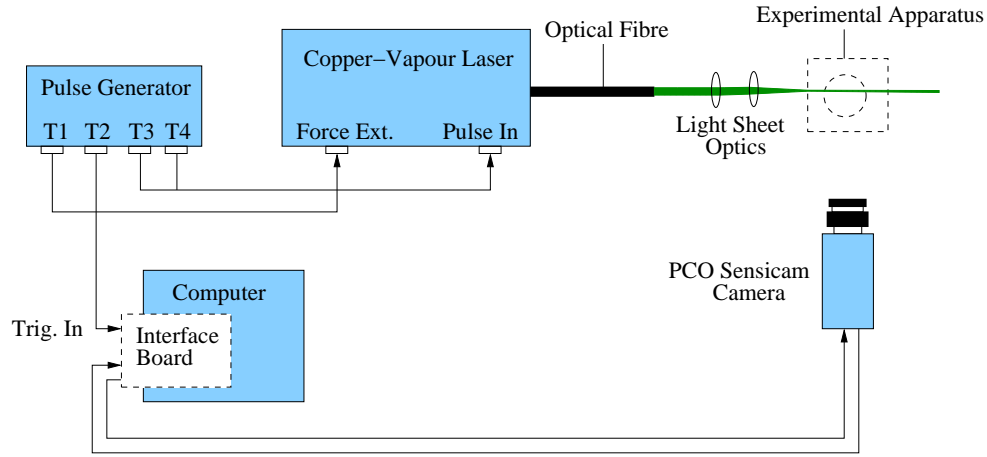 Experimental Apparatus
Optical Fibre
Copper−Vapour Laser
Pulse Generator
T1 T2 T3 T4
Force Ext. Pulse In
Light Sheet
Optics
PCO Sensicam
Camera
Computer
Trig. In
Interface
Board